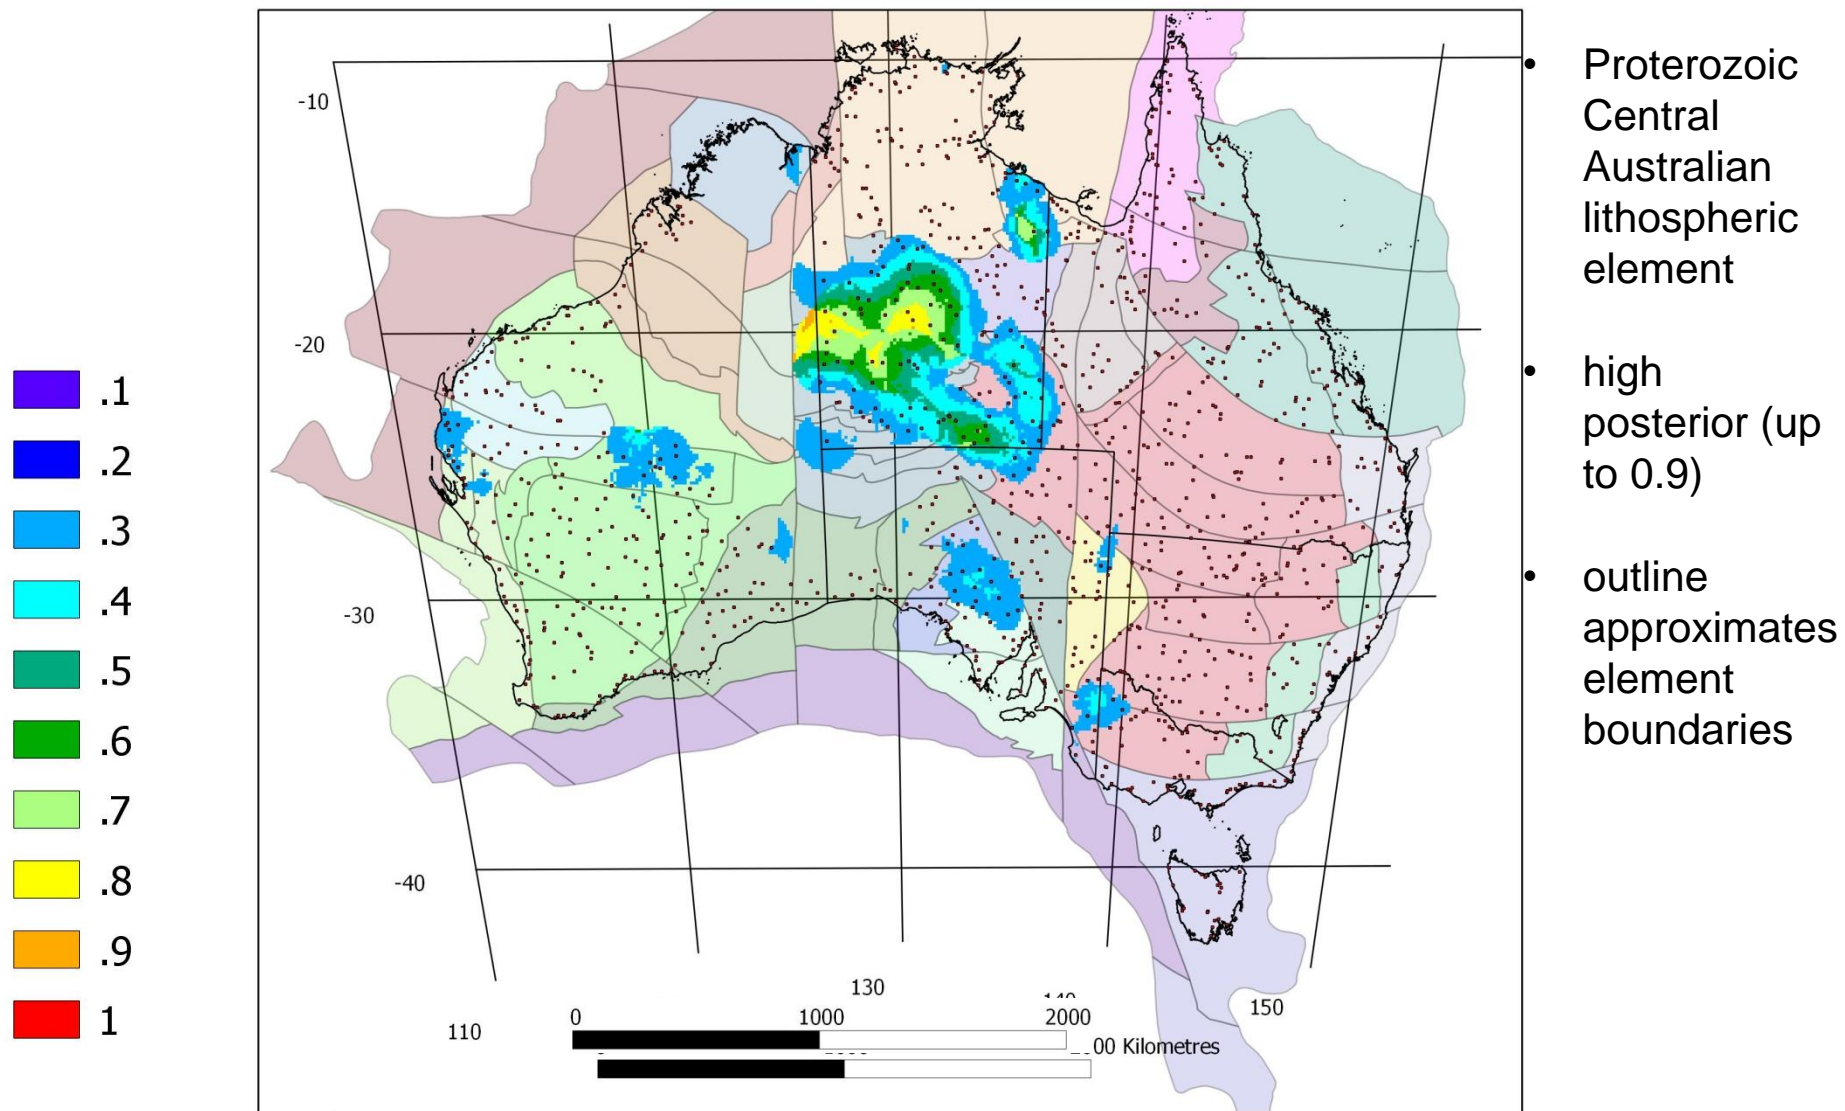 -10
-20
-30
-40
.1
.2
.3
.4
.5
.6
.7
.8
.9
1
130
150
110
0 1000 2000
00 Kilometres
• Proterozoic
Central
Australian
lithospheric
element
• high
posterior (up
to 0.9)
• outline
approximates
element
boundaries